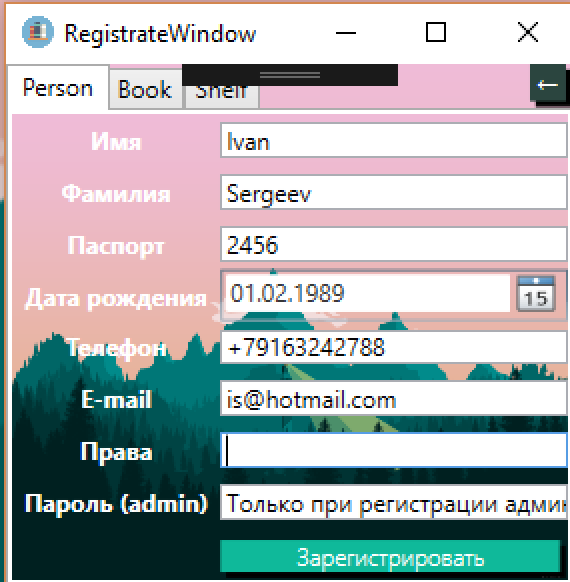 RegistrateWindow
Person Book Shelf
←
Имя Ivan
Фамилия Sergeev
Паспорт 2456
Дата рождения 01.02.1989 15
Телефон +79163242788
E-mail is@hotmail.com
Права
Пароль (admin) Только при регистрации админ
Зарегистрировать